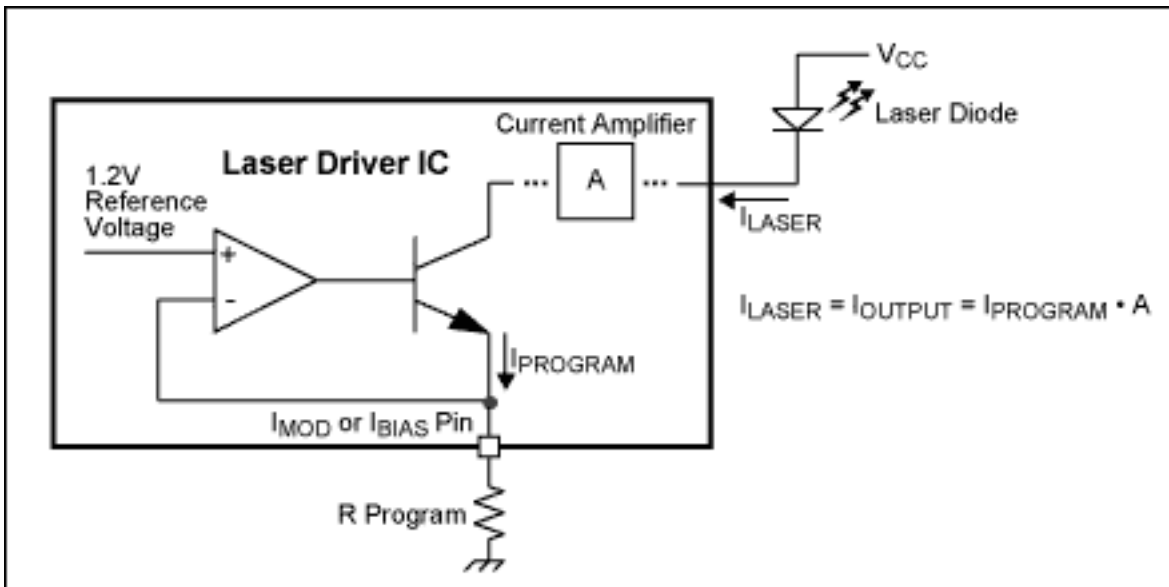 VCC
Laser Diode
Current Amplifier
Laser Driver IC
A
... ...
1.2V
Reference
Voltage
+
-
ILASER
ILASER = IOUTPUT = IPROGRAM • A
IPROGRAM
IMOD or IBIAS Pin
R Program